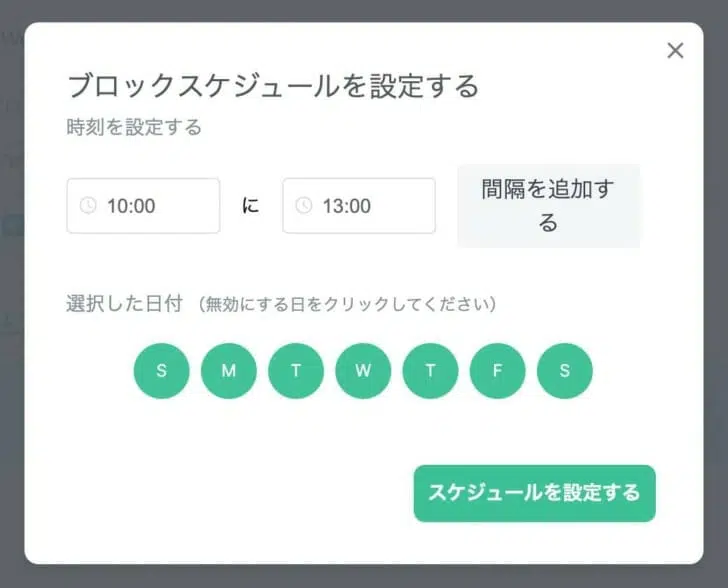 ブロックスケジュールを設定する
時刻を設定する
10:00 に 13:00 間隔を追加す
る
選択した日付 （無効にする日をクリックしてください）
S M T W T F S
スケジュールを設定する